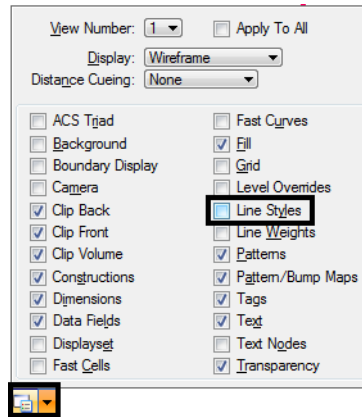 View Number: 1 Apply To All
Display: Wireframe
Distance Cueing: None
ACS Triad Fast Curves
Background Fill
Boundary Display Grid
Camera Level Overrides
Clip Back Line Styles
Clip Front Line Weights
Clip Volume Patterns
Constructions Pattern/Bump Maps
Dimensions Tags
Data Fields Text
Displayset Text Nodes
Fast Cells Transparency